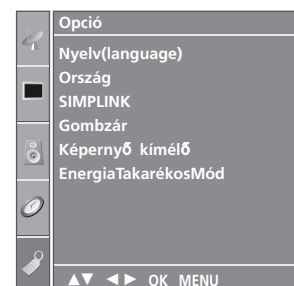 Opció
Nyelv(language)
Ország
SIMPLINK
Gombzár
Képernyő kímélő
EnergiaTakarékosMód
▲▼ ◄► OK MENU